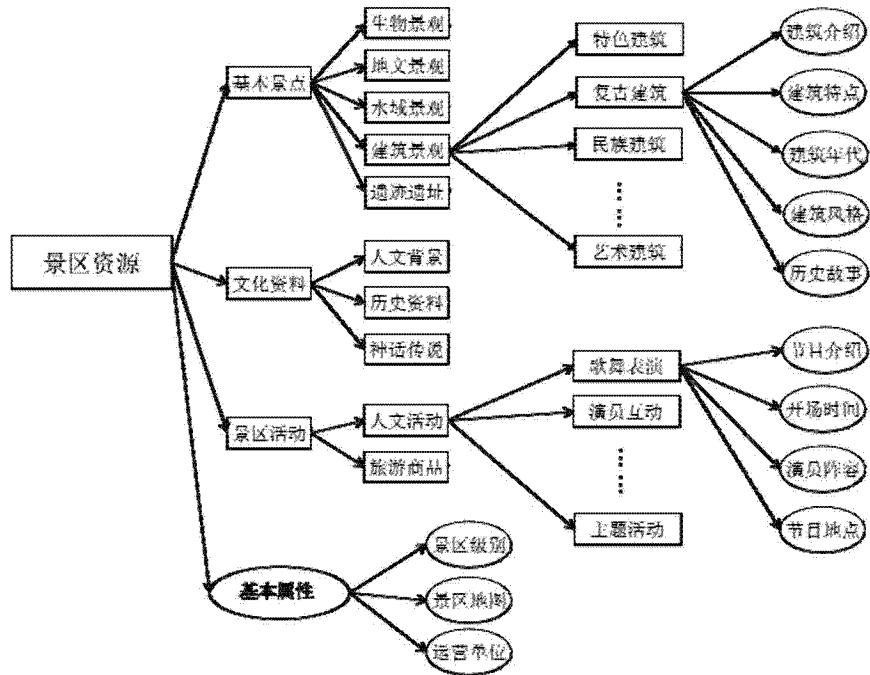 景区资源
基本景点
生物景观
地文景观
水域景观
建筑景观
遗迹遗址
特色建筑
复古建筑
民族建筑
艺术建筑
建筑介绍
建筑特点
建筑年代
建筑风格
历史故事
文化资料
人文背景
历史资料
神话传说
景区活动
人文活动
旅游商品
歌舞表演
演员互动
主题活动
节目介绍
开场时间
演员阵容
节目地点
基本属性
景区级别
景区地图
运营单位